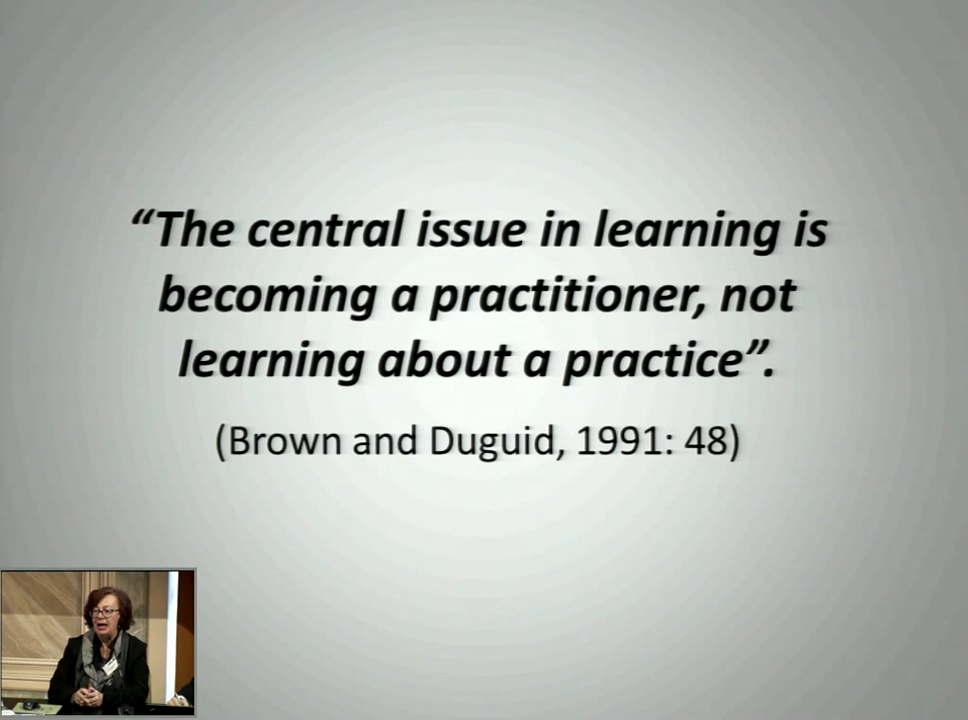 “The central issue in learning is
becoming a practitioner, not
learning about a practice”.
(Brown and Duguid, 1991: 48)